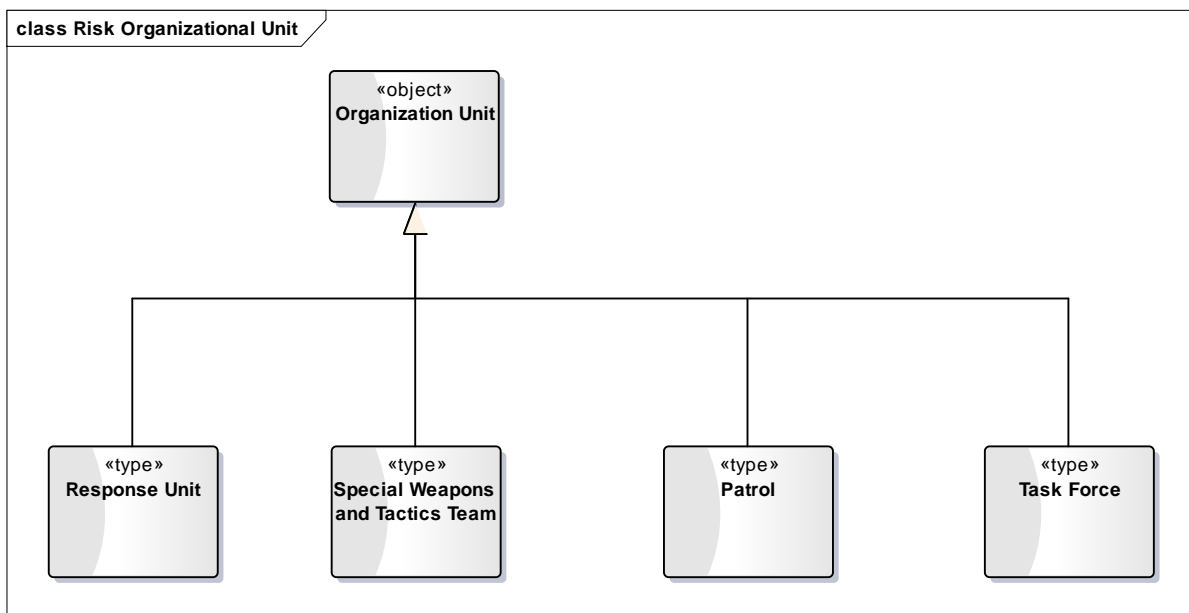 class Risk Organizational Unit
«object»
Organization Unit
«type»
Response Unit
«type»
Special Weapons
and Tactics Team
«type»
Patrol
«type»
Task Force